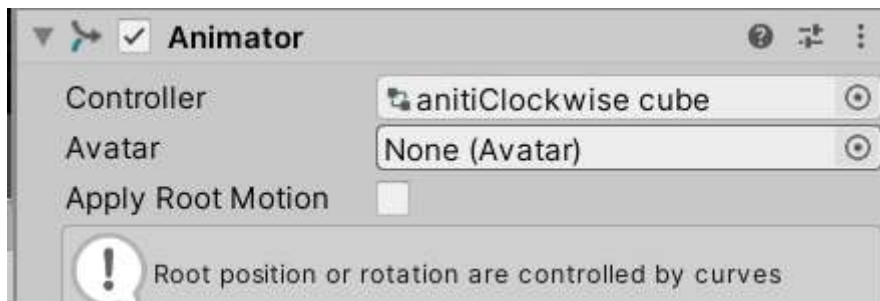 Animator
Controller anitiClockwise cube
Avatar None (Avatar)
Apply Root Motion
Root position or rotation are controlled by curves